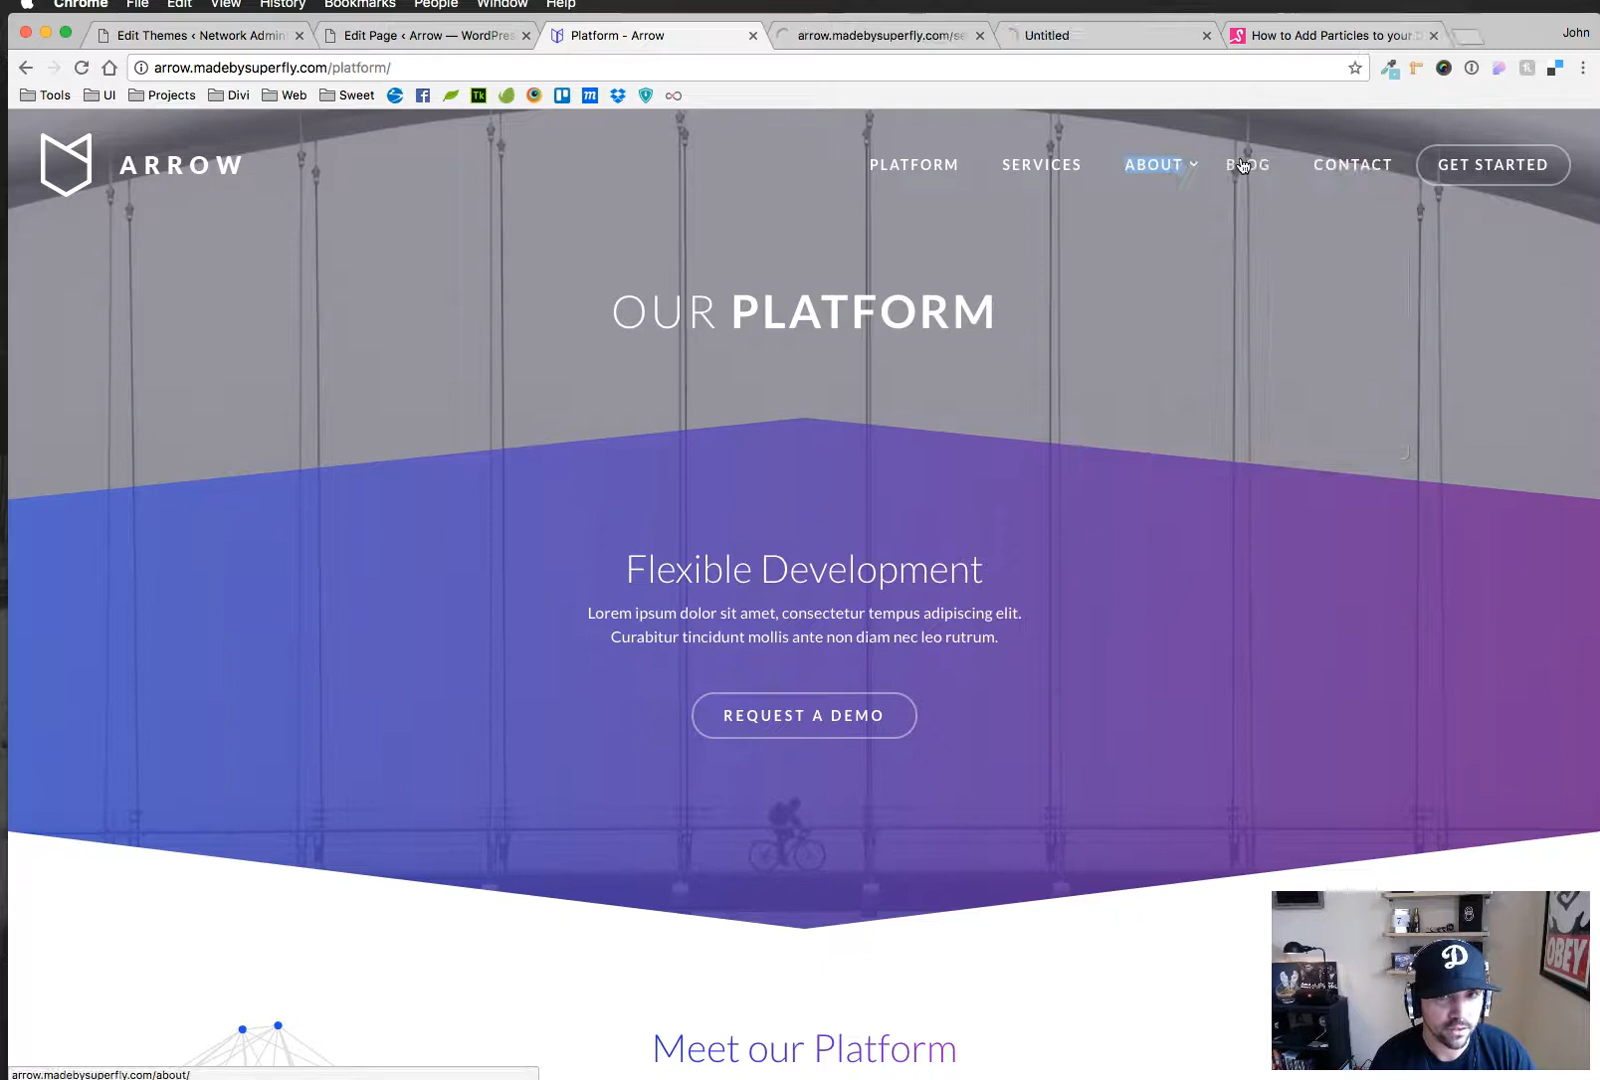 Chrome File Edit View History Bookmarks People Window Help
Edit Themes ‹ Network Admin
Edit Page ‹ Arrow — WordPres
Platform - Arrow
arrow.madebysuperfly.com/se
Untitled
How to Add Particles to your
John
arrow.madebysuperfly.com/platform/
Tools UI Projects Divi Web Sweet
ARROW
PLATFORM SERVICES ABOUT BLOG CONTACT GET STARTED
OUR PLATFORM
Flexible Development
Lorem ipsum dolor sit amet, consectetur tempus adipiscing elit.
Curabitur tincidunt mollis ante non diam nec leo rutrum.
REQUEST A DEMO
Meet our Platform
arrow.madebysuperfly.com/about/
D
OBEY
7